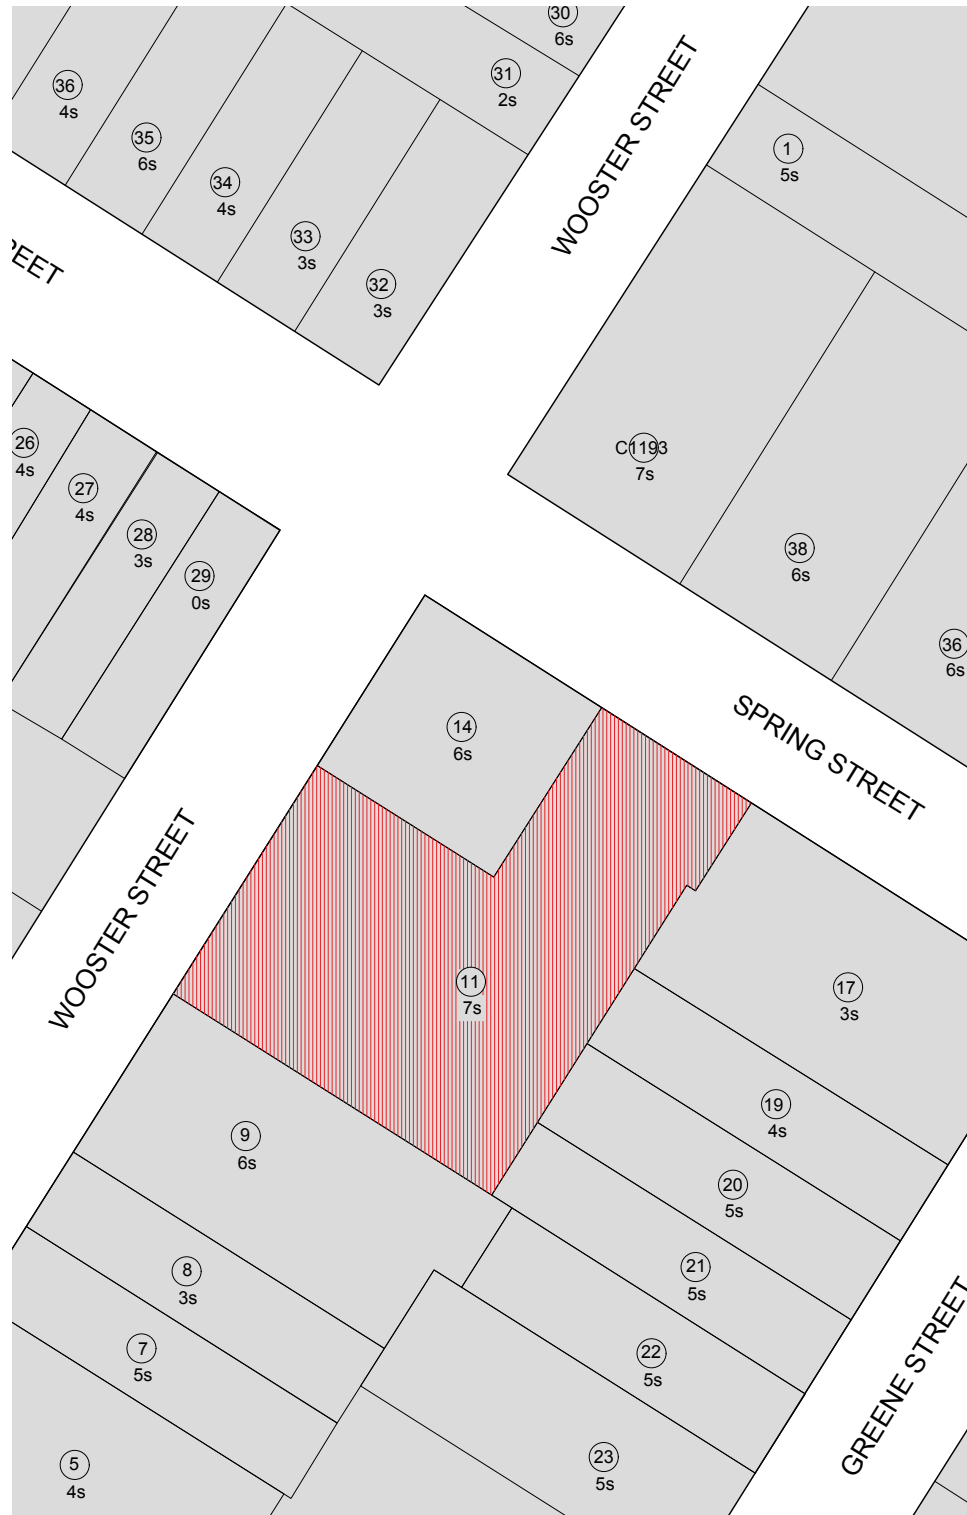 30
6s
31
2s
36
4s
WOOSTER STREET
35
6s
1
5s
34
4s
33
3s
REET
32
3s
26
4s
C1193
7s
27
4s
28
3s
38
6s
29
0s
36
6s
14
6s
SPRING STREET
WOOSTER STREET
11
7s
17
3s
19
4s
9
6s
20
5s
21
5s
8
3s
7
5s
22
5s
GREENE STREET
23
5s
5
4s